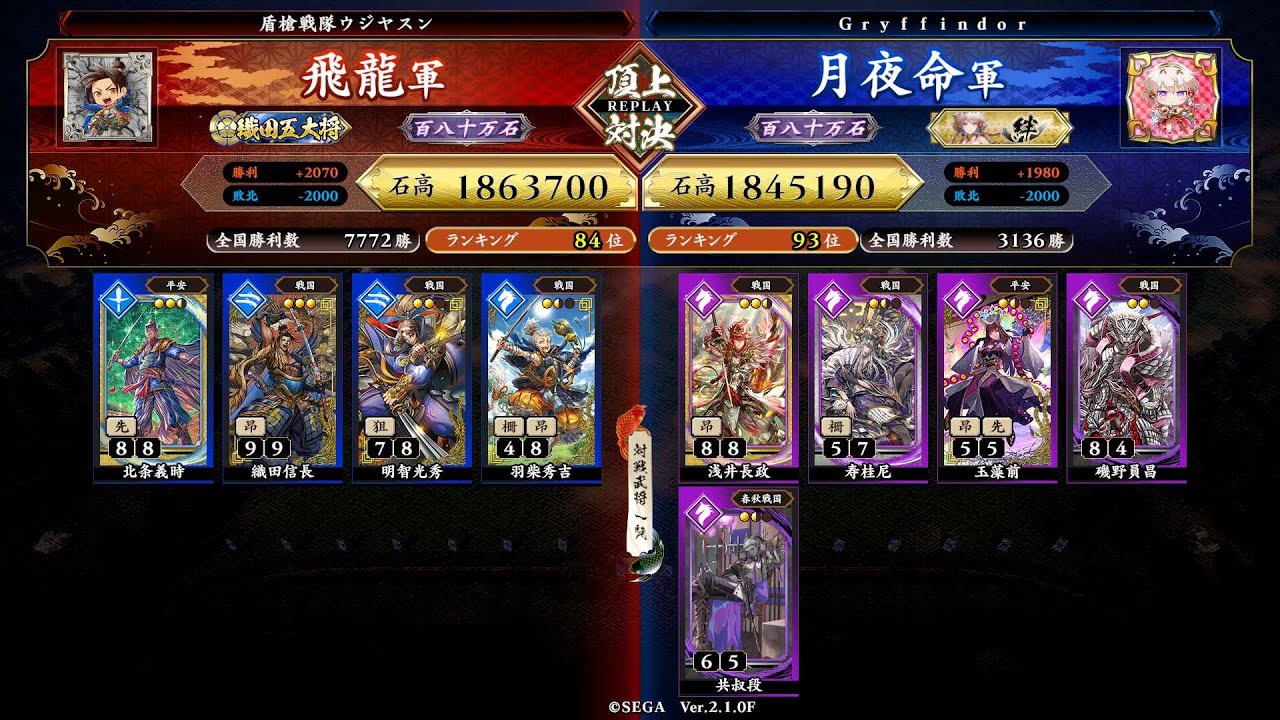 盾槍戦隊ウジヤスン
Gryffindor
飛龍軍
頂上
REPLAY
対決
月夜命軍
織田五大将
百八十万石
百八十万石
絆
勝利 +2070
敗北 -2000
石高 1863700
石高 1845190
勝利 +1980
敗北 -2000
全国勝利数 7772勝
ランキング 84位
ランキング 93位
全国勝利数 3136勝
平安
先
8 8
北条義時
戦国
昂
9 9
織田信長
戦国
狙
7 8
明智光秀
戦国
柵 昂
4 8
羽柴秀吉
対戦武将一覧
戦国
昂
8 8
浅井長政
戦国
柵
5 7
寿桂尼
平安
昂 先
5 5
玉藻前
戦国
8 4
磯野員昌
春秋戦国
6 5
共叔段
©SEGA Ver.2.1.0F